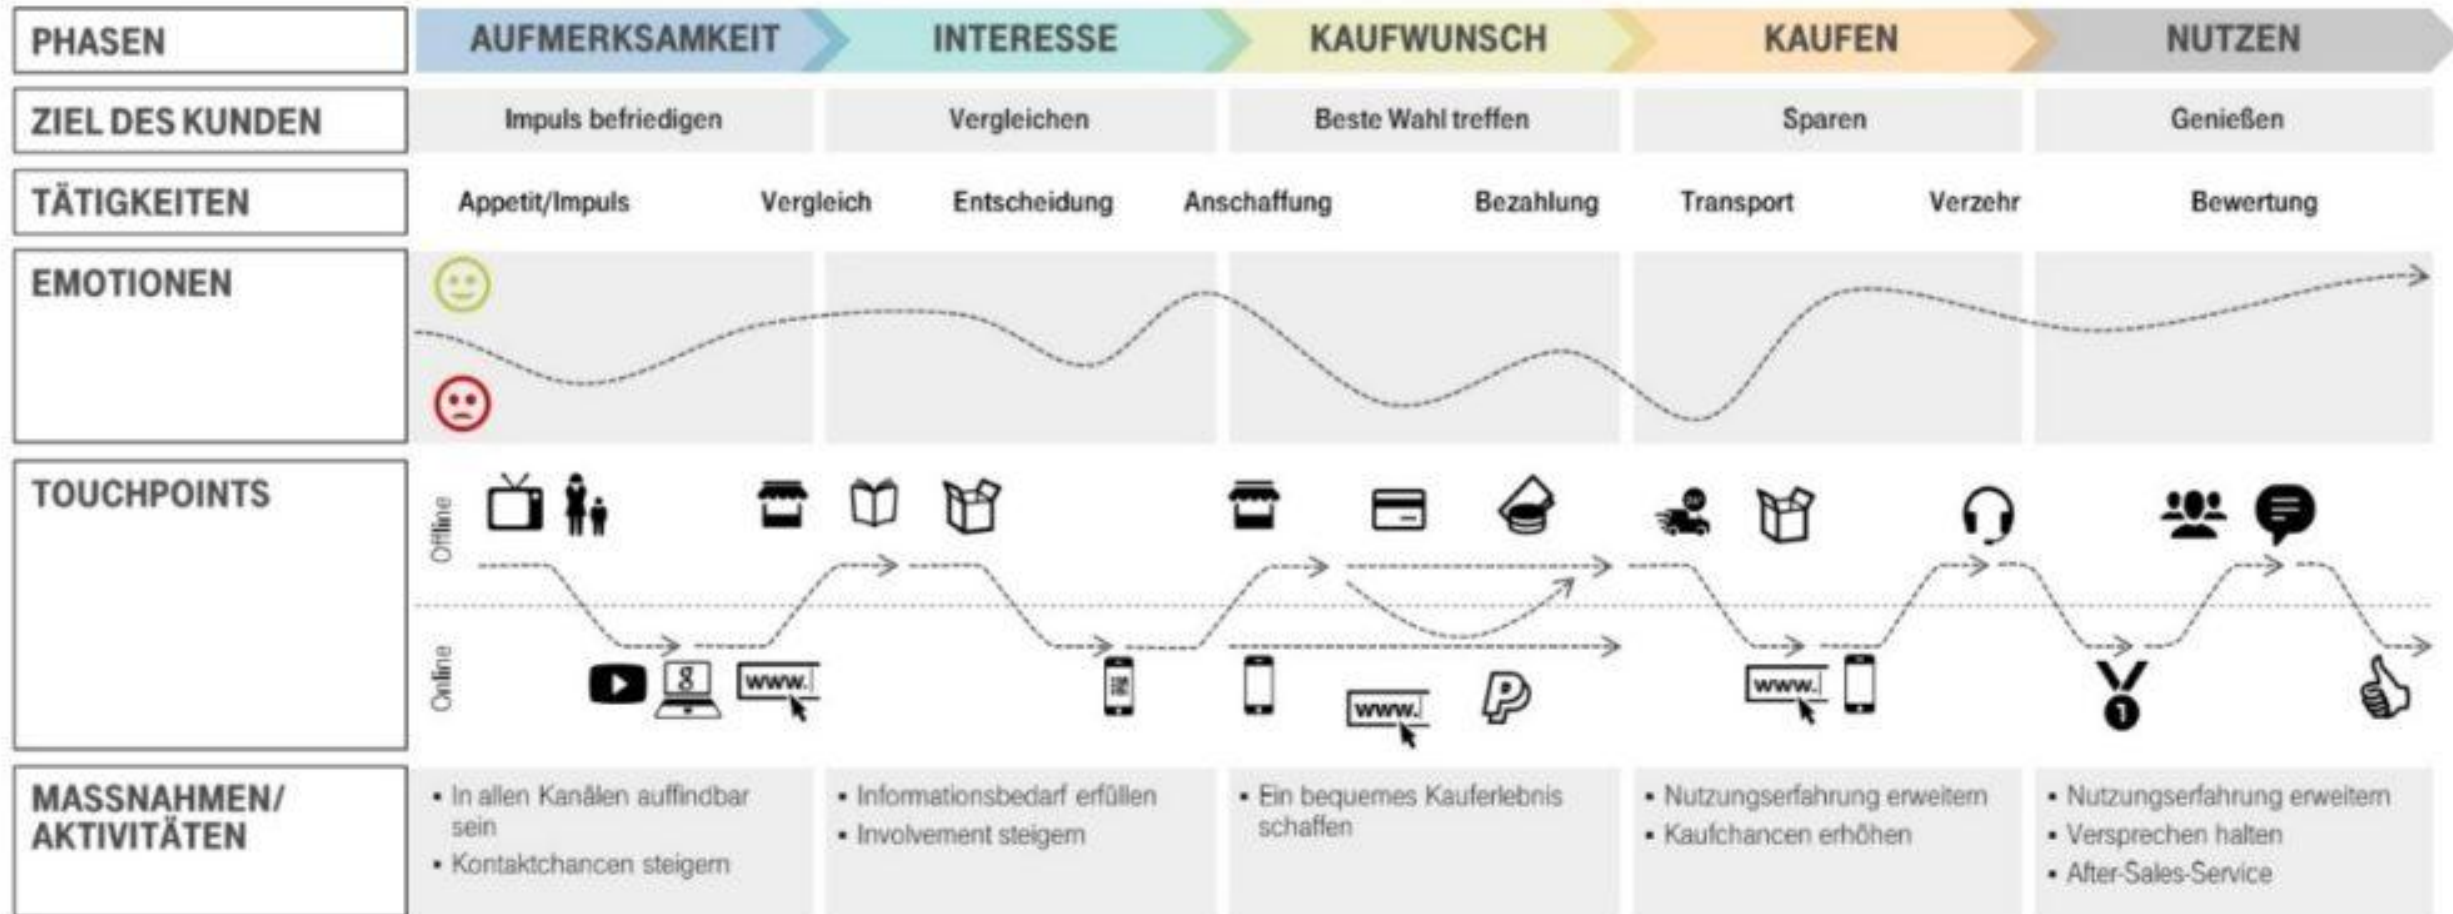 PHASEN
AUFMERKSAMKEIT
INTERESSE
KAUFWUNSCH
KAUFEN
NUTZEN
ZIEL DES KUNDEN
Impuls befriedigen
Vergleichen
Beste Wahl treffen
Sparen
Genießen
TÄTIGKEITEN
Appetit/Impuls
Vergleich
Entscheidung
Anschaffung
Bezahlung
Transport
Verzehr
Bewertung
EMOTIONEN
TOUCHPOINTS
Offline
Online
g
www.
www.
www.
1
MASSNAHMEN/
AKTIVITÄTEN
▪ In allen Kanälen auffindbar
sein
▪ Kontaktchancen steigern
▪ Informationsbedarf erfüllen
▪ Involvement steigern
▪ Ein bequemes Kauferlebnis
schaffen
▪ Nutzungserfahrung erweitern
▪ Kaufchancen erhöhen
▪ Nutzungserfahrung erweitern
▪ Versprechen halten
▪ After-Sales-Service